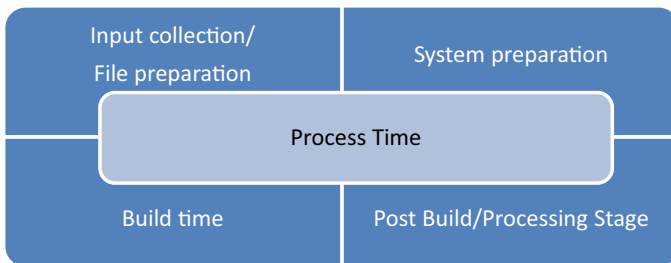 Input collection/
File preparation
System preparation
Process Time
Build time
Post Build/Processing Stage